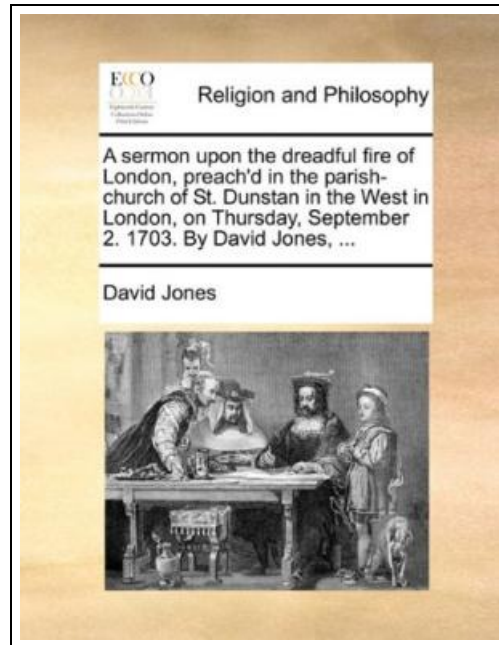 ECCO
Religion and Philosophy
A sermon upon the dreadful fire of
London, preach'd in the parish-
church of St. Dunstan in the West in
London, on Thursday, September
2. 1703. By David Jones, ...
David Jones